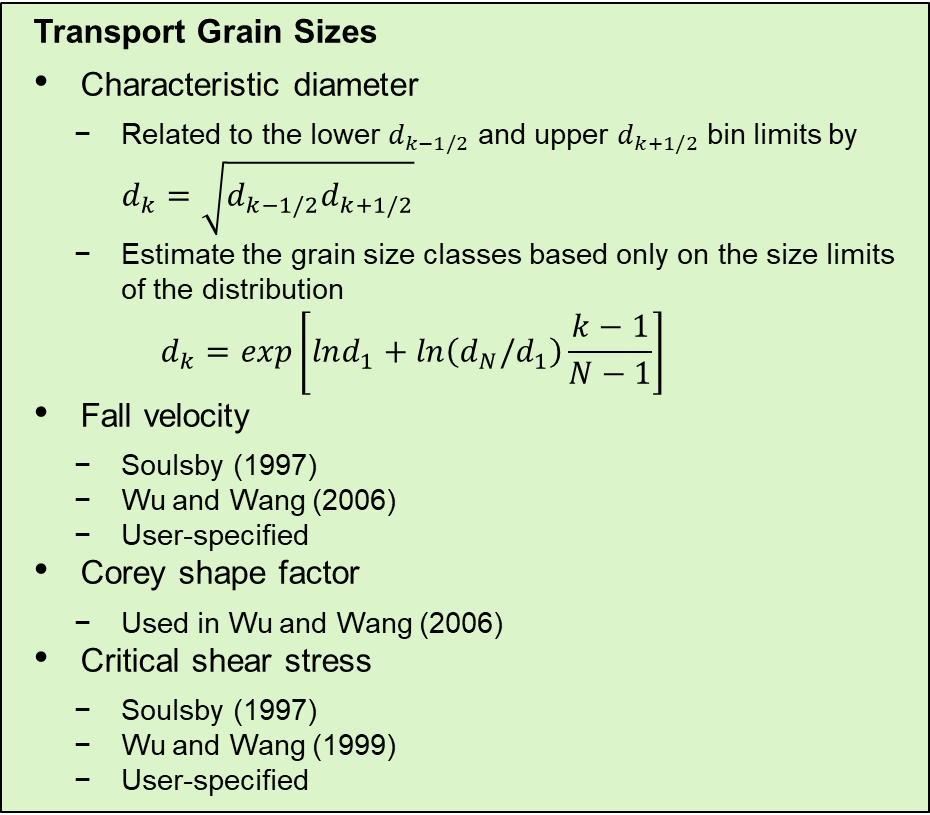 Transport Grain Sizes
• Characteristic diameter
− Related to the lower d_{k−1/2} and upper d_{k+1/2} bin limits by
d_k = √(d_{k−1/2}d_{k+1/2})
− Estimate the grain size classes based only on the size limits
of the distribution
d_k = exp[lnd_1 + ln(d_N/d_1) (k − 1)/(N − 1)]
• Fall velocity
− Soulsby (1997)
− Wu and Wang (2006)
− User-specified
• Corey shape factor
− Used in Wu and Wang (2006)
• Critical shear stress
− Soulsby (1997)
− Wu and Wang (1999)
− User-specified